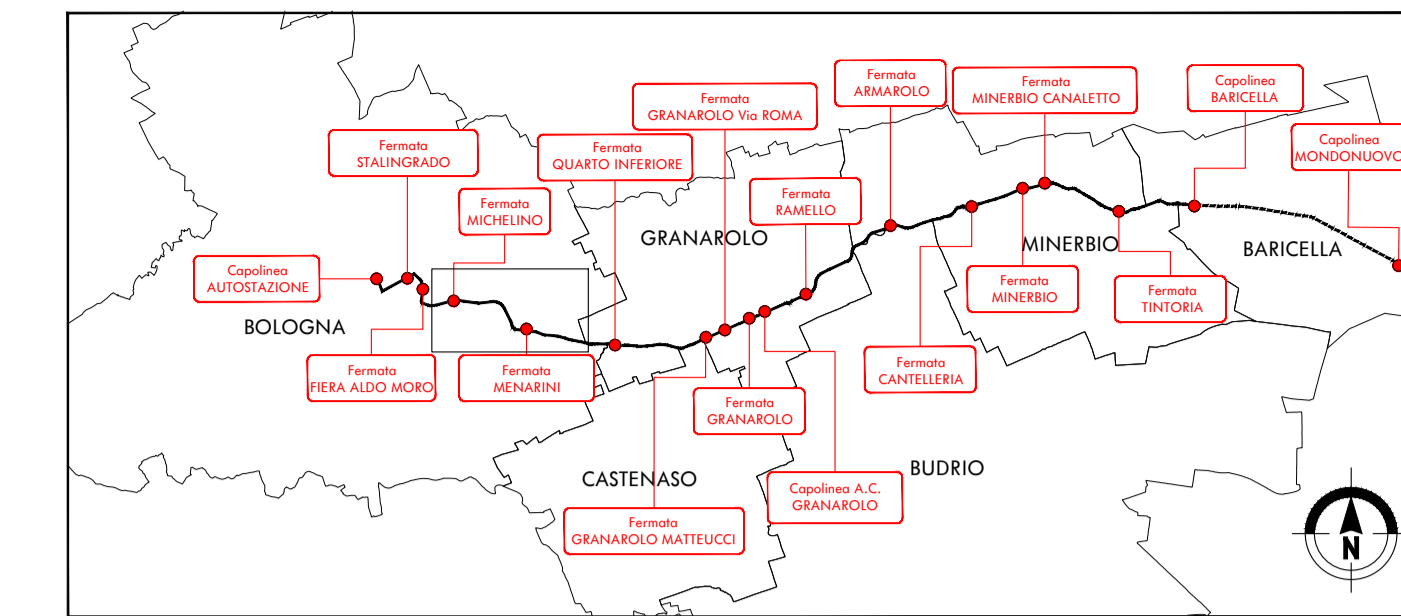 Fermata
ARMAROLO
Fermata
MINERBIO CANALETTO
Capolinea
BARICELLA
Fermata
GRANAROLO Via ROMA
Fermata
STALINGRADO
Fermata
QUARTO INFERIORE
Capolinea
MONDONUOVO
Fermata
MICHELINO
Fermata
RAMELLO
GRANAROLO
MINERBIO
BARICELLA
Capolinea
AUTOSTAZIONE
Fermata
MINERBIO
Fermata
TINTORIA
BOLOGNA
Fermata
FIERA ALDO MORO
Fermata
MENARINI
Fermata
CANTELLERIA
Fermata
GRANAROLO
BUDRIO
CASTENASO
Capolinea A.C.
GRANAROLO
Fermata
GRANAROLO MATTEUCCI
N